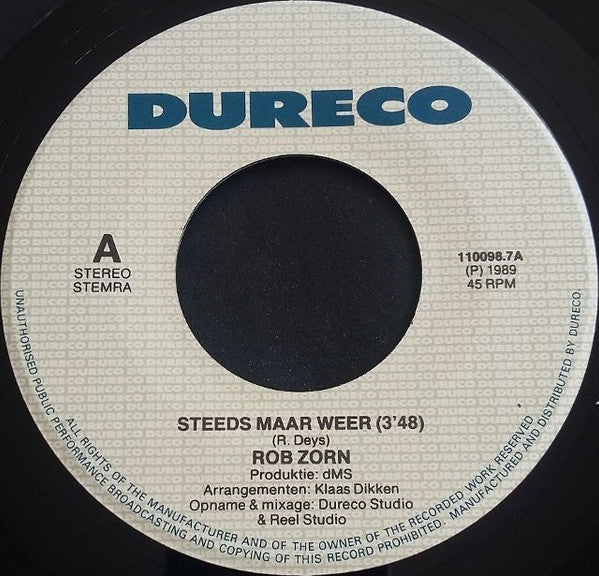 DURECO
A
STEREO
STEMRA
110098.7A
(P) 1989
45 RPM
STEEDS MAAR WEER (3'48)
(R. Deys)
ROB ZORN
Produktie: dMS
Arrangementen: Klaas Dikken
Opname & mixage: Dureco Studio
& Reel Studio
ALL RIGHTS OF THE MANUFACTURER AND OF THE OWNER OF THE RECORDED WORK RESERVED
UNAUTHORISED PUBLIC PERFORMANCE BROADCASTING AND COPYING OF THIS RECORD PROHIBITED. MANUFACTURED AND DISTRIBUTED BY DURECO.